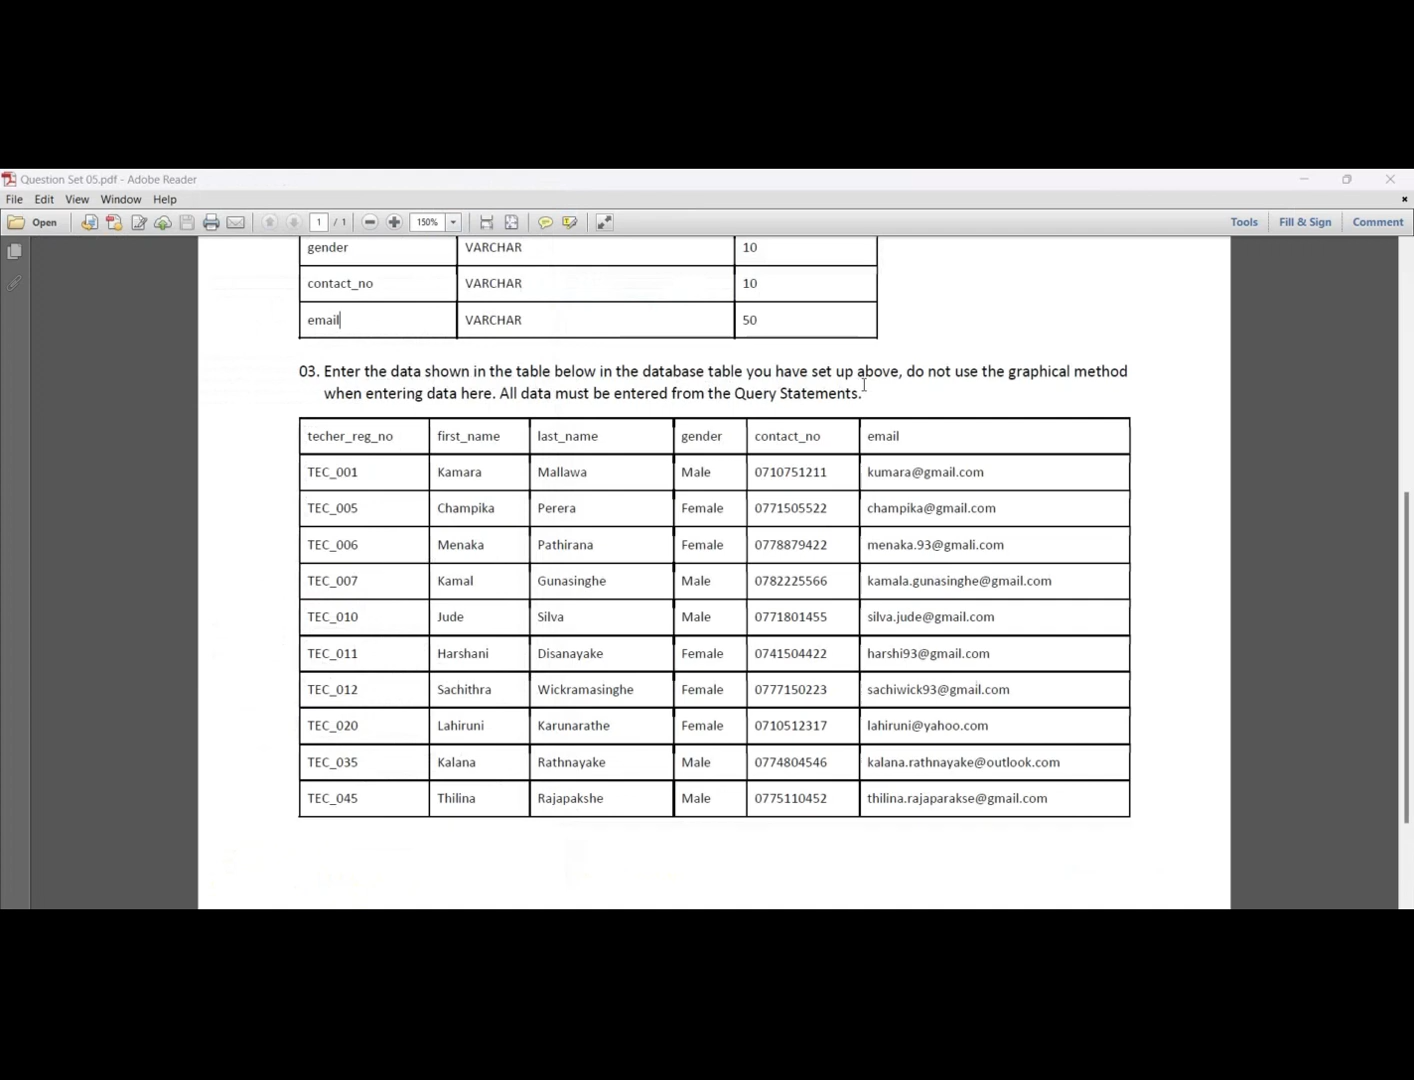 Question Set 05.pdf - Adobe Reader
File Edit View Window Help
Open 1 / 1 150% Tools Fill & Sign Comment
gender VARCHAR 10
contact_no VARCHAR 10
email VARCHAR 50
03. Enter the data shown in the table below in the database table you have set up above, do not use the graphical method
when entering data here. All data must be entered from the Query Statements.
techer_reg_no first_name last_name gender contact_no email
TEC_001 Kamara Mallawa Male 0710751211 kumara@gmail.com
TEC_005 Champika Perera Female 0771505522 champika@gmail.com
TEC_006 Menaka Pathirana Female 0778879422 menaka.93@gmali.com
TEC_007 Kamal Gunasinghe Male 0782225566 kamala.gunasinghe@gmail.com
TEC_010 Jude Silva Male 0771801455 silva.jude@gmail.com
TEC_011 Harshani Disanayake Female 0741504422 harshi93@gmail.com
TEC_012 Sachithra Wickramasinghe Female 0777150223 sachiwick93@gmail.com
TEC_020 Lahiruni Karunarathe Female 0710512317 lahiruni@yahoo.com
TEC_035 Kalana Rathnayake Male 0774804546 kalana.rathnayake@outlook.com
TEC_045 Thilina Rajapakshe Male 0775110452 thilina.rajaparakse@gmail.com